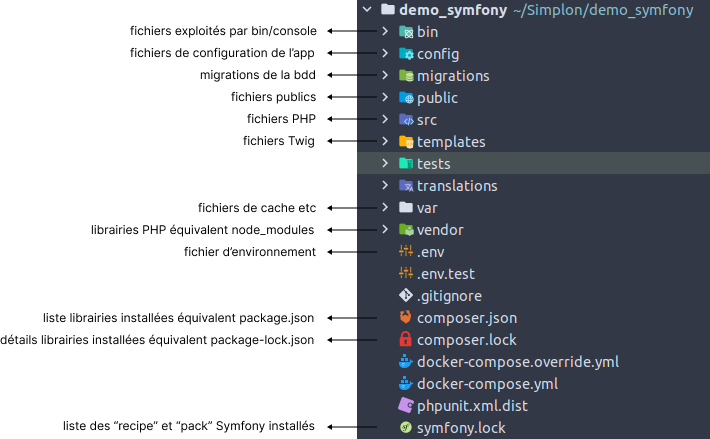 demo_symfony ~/Simplon/demo_symfony
fichiers exploités par bin/console bin
fichiers de configuration de l’app config
migrations de la bdd migrations
fichiers publics public
fichiers PHP src
fichiers Twig templates
tests
translations
fichiers de cache etc var
librairies PHP équivalent node_modules vendor
fichier d’environnement .env
.env.test
.gitignore
liste librairies installées équivalent package.json composer.json
détails librairies installées équivalent package-lock.json composer.lock
docker-compose.override.yml
docker-compose.yml
phpunit.xml.dist
liste des “recipe” et “pack” Symfony installés symfony.lock